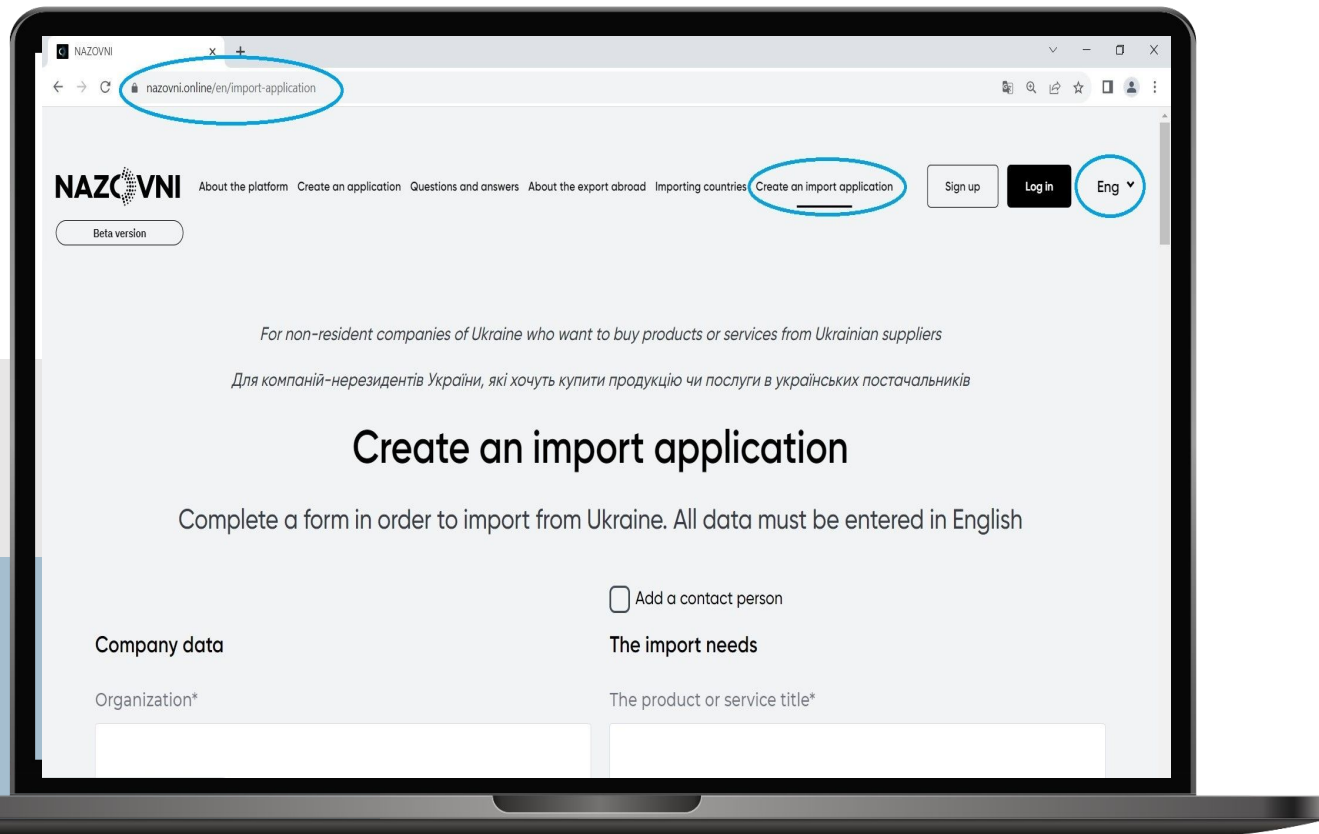 NAZOVNI
nazovni.online/en/import-application
NAZOVNI
About the platform Create an application Questions and answers About the export abroad Importing countries Create an import application Sign up Log in Eng
Beta version
For non-resident companies of Ukraine who want to buy products or services from Ukrainian suppliers
Для компаній-нерезидентів України, які хочуть купити продукцію чи послуги в українських постачальників
Create an import application
Complete a form in order to import from Ukraine. All data must be entered in English
Add a contact person
Company data
The import needs
Organization*
The product or service title*